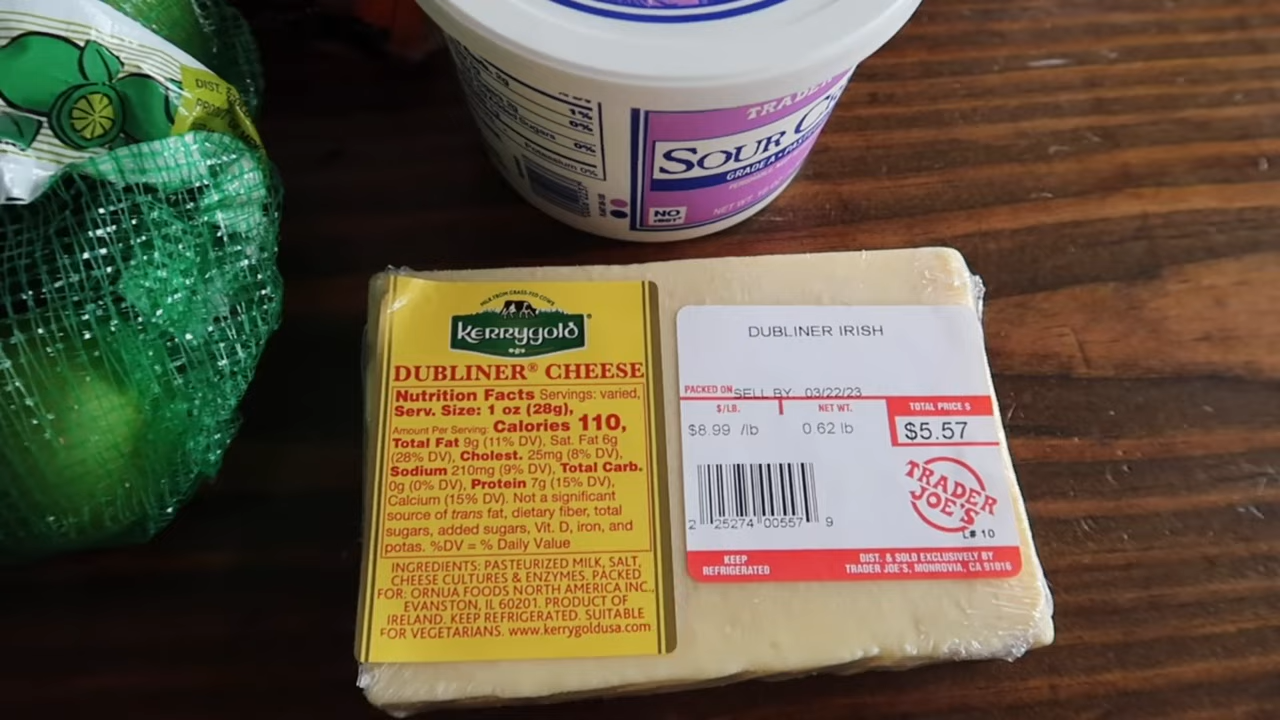 DIST.
1%
0%
0%
Potassium 0%
TRADER
SOUR
GRADE A
NET WT.
NO
MILK FROM GRASS-FED COWS
Kerrygold®
DUBLINER® CHEESE
Nutrition Facts Servings: varied,
Serv. Size: 1 oz (28g),
Amount Per Serving: Calories 110,
Total Fat 9g (11% DV), Sat. Fat 6g
(28% DV), Cholest. 25mg (8% DV),
Sodium 210mg (9% DV), Total Carb.
0g (0% DV), Protein 7g (15% DV),
Calcium (15% DV). Not a significant
source of trans fat, dietary fiber, total
sugars, added sugars, Vit. D, iron, and
potas. %DV = % Daily Value
INGREDIENTS: PASTEURIZED MILK, SALT,
CHEESE CULTURES & ENZYMES. PACKED
FOR: ORNUA FOODS NORTH AMERICA INC.,
EVANSTON, IL 60201. PRODUCT OF
IRELAND. KEEP REFRIGERATED. SUITABLE
FOR VEGETARIANS. www.kerrygoldusa.com
DUBLINER IRISH
PACKED ON SELL BY: 03/22/23
$/LB. NET WT. TOTAL PRICE $
$8.99 /lb 0.62 lb $5.57
2 25274 00557 9
TRADER
JOE'S
L# 10
KEEP
REFRIGERATED
DIST. & SOLD EXCLUSIVELY BY
TRADER JOE'S, MONROVIA, CA 91016